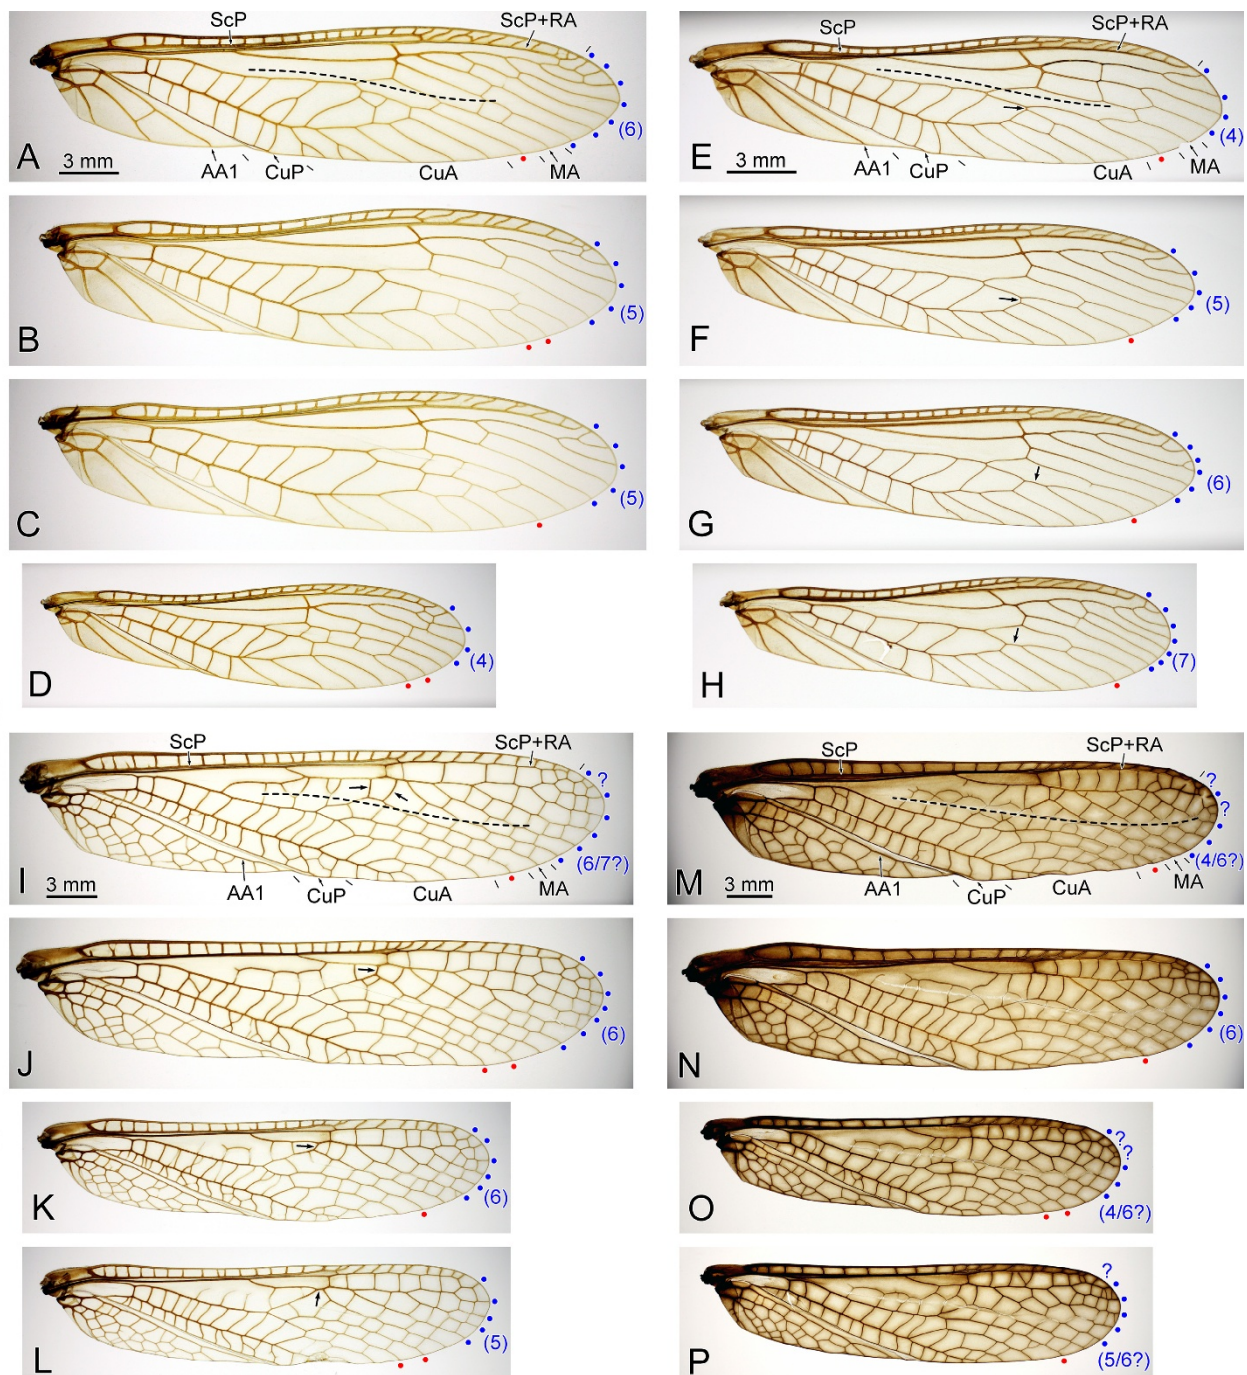 ScP
ScP+RA
(6)
A
3 mm
AA1
CuP
CuA
MA
ScP
ScP+RA
(4)
E
3 mm
AA1
CuP
CuA
MA
(5)
B
(5)
F
(5)
C
(6)
G
(4)
D
(7)
H
ScP
ScP+RA
?
(6/7?)
I
3 mm
AA1
CuP
CuA
MA
ScP
ScP+RA
?
?
(4/6?)
M
3 mm
AA1
CuP
CuA
MA
(6)
J
(6)
N
(6)
K
?
?
(4/6?)
O
(5)
L
?
(5/6?)
P